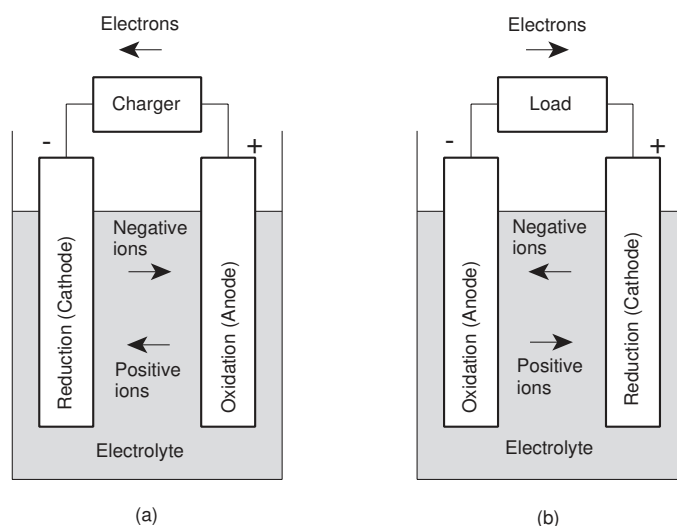 Electrons
Charger
-
+
Reduction (Cathode)
Negative
ions
Positive
ions
Oxidation (Anode)
Electrolyte
(a)
Electrons
Load
-
+
Oxidation (Anode)
Negative
ions
Positive
ions
Reduction (Cathode)
Electrolyte
(b)